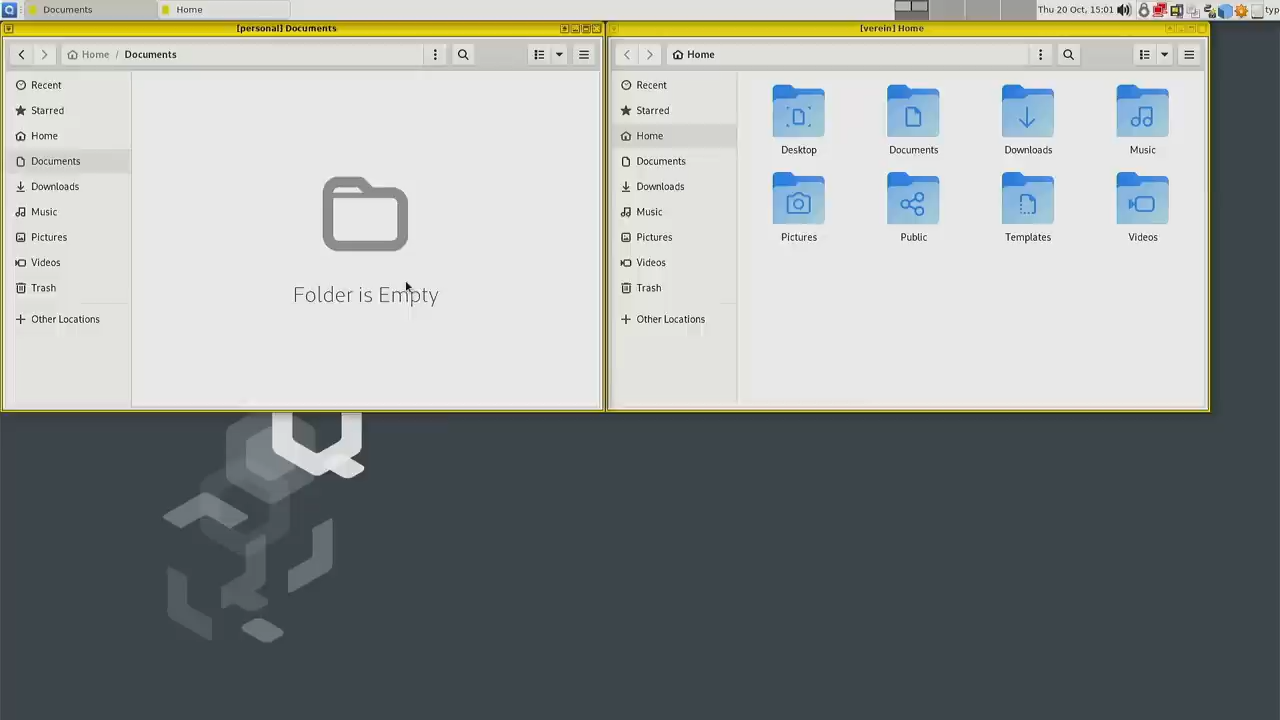 Documents
Home
Thu 20 Oct, 15:01
typ
[personal] Documents
Home / Documents
Recent
Starred
Home
Documents
Downloads
Music
Pictures
Videos
Trash
Other Locations
Folder is Empty
[verein] Home
Home
Recent
Starred
Home
Documents
Downloads
Music
Pictures
Videos
Trash
Other Locations
Desktop
Documents
Downloads
Music
Pictures
Public
Templates
Videos